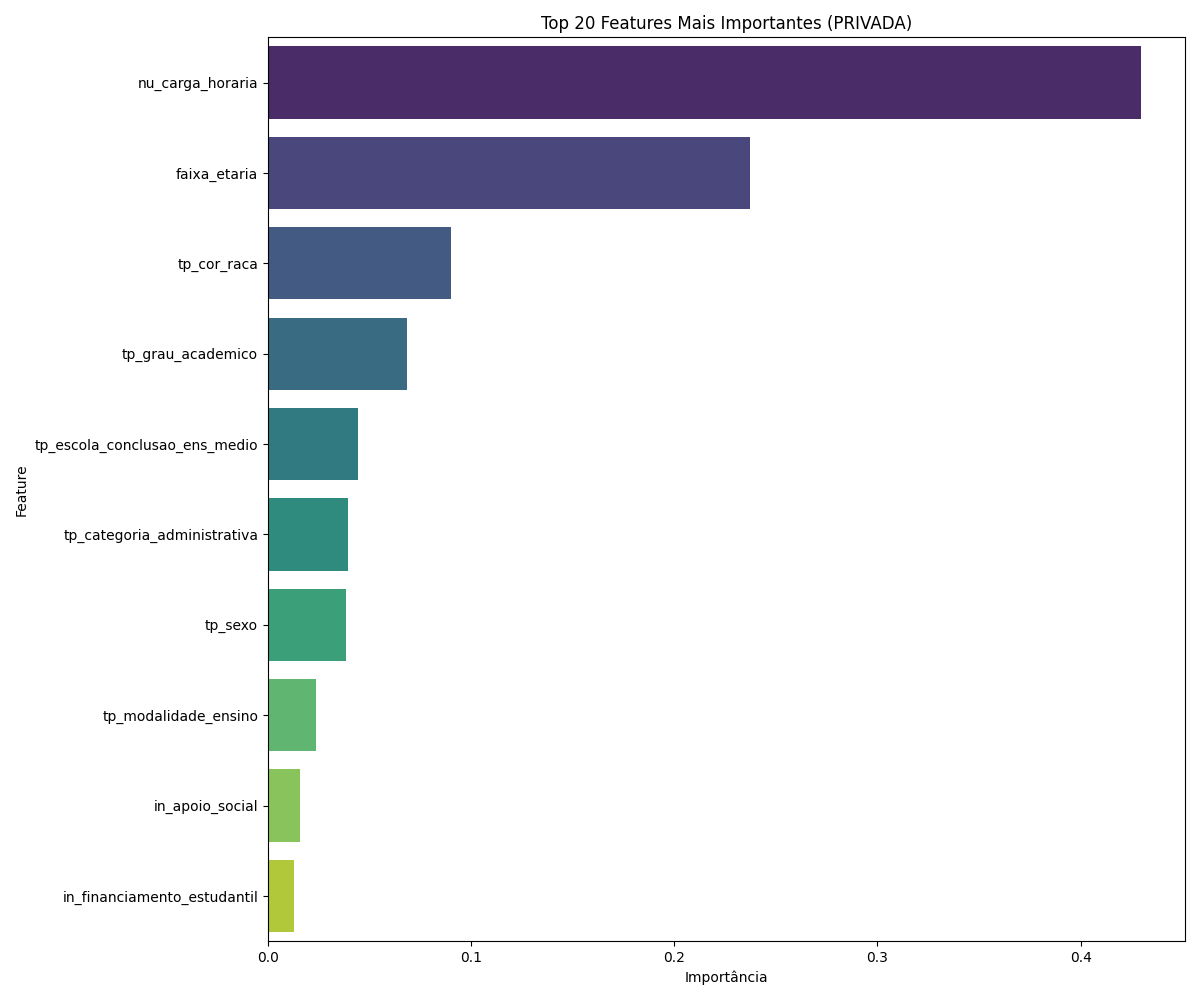 Top 20 Features Mais Importantes (PRIVADA)
Feature
nu_carga_horaria
faixa_etaria
tp_cor_raca
tp_grau_academico
tp_escola_conclusao_ens_medio
tp_categoria_administrativa
tp_sexo
tp_modalidade_ensino
in_apoio_social
in_financiamento_estudantil
0.0 0.1 0.2 0.3 0.4
Importância